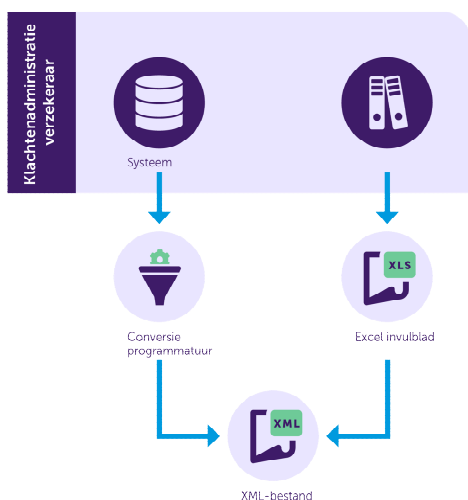 Klachtenadministratie
verzekeraar
Systeem
XLS
Conversie
programmatuur
Excel invulblad
XML
XML-bestand